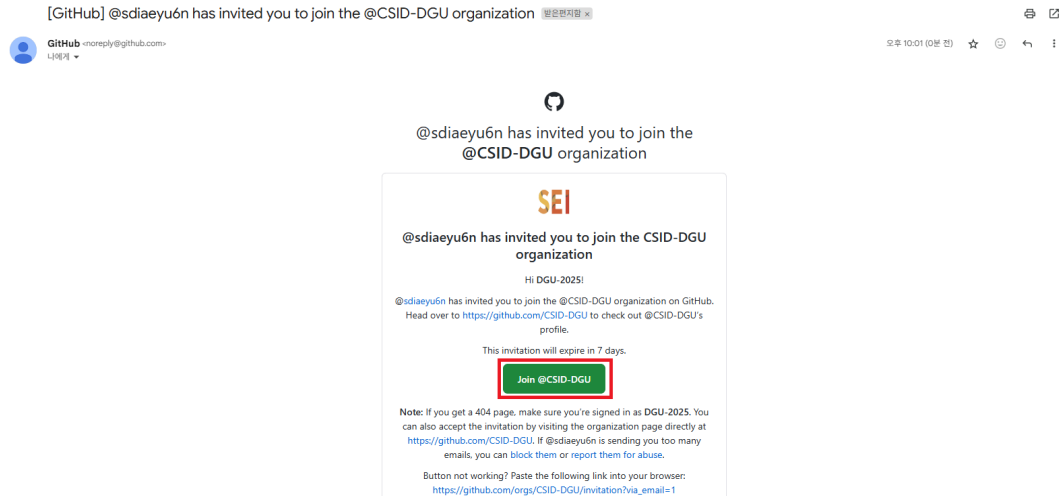 [GitHub] @sdiaeyu6n has invited you to join the @CSID-DGU organization 받은편지함 ×
GitHub <noreply@github.com>
오후 10:01 (0분 전)
나에게
@sdiaeyu6n has invited you to join the
@CSID-DGU organization
SEI
@sdiaeyu6n has invited you to join the CSID-DGU
organization
Hi DGU-2025!
@sdiaeyu6n has invited you to join the @CSID-DGU organization on GitHub.
Head over to https://github.com/CSID-DGU to check out @CSID-DGU's
profile.
This invitation will expire in 7 days.
Join @CSID-DGU
Note: If you get a 404 page, make sure you're signed in as DGU-2025. You
can also accept the invitation by visiting the organization page directly at
https://github.com/CSID-DGU. If @sdiaeyu6n is sending you too many
emails, you can block them or report them for abuse.
Button not working? Paste the following link into your browser:
https://github.com/orgs/CSID-DGU/invitation?via_email=1